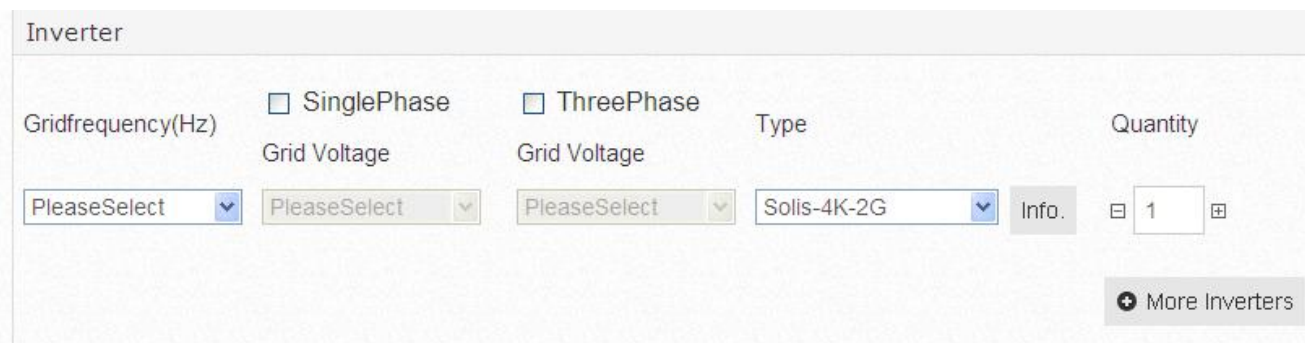 Inverter
Gridfrequency(Hz)
SinglePhase
Grid Voltage
ThreePhase
Grid Voltage
Type
Quantity
PleaseSelect
PleaseSelect
PleaseSelect
Solis-4K-2G
Info.
1
More Inverters